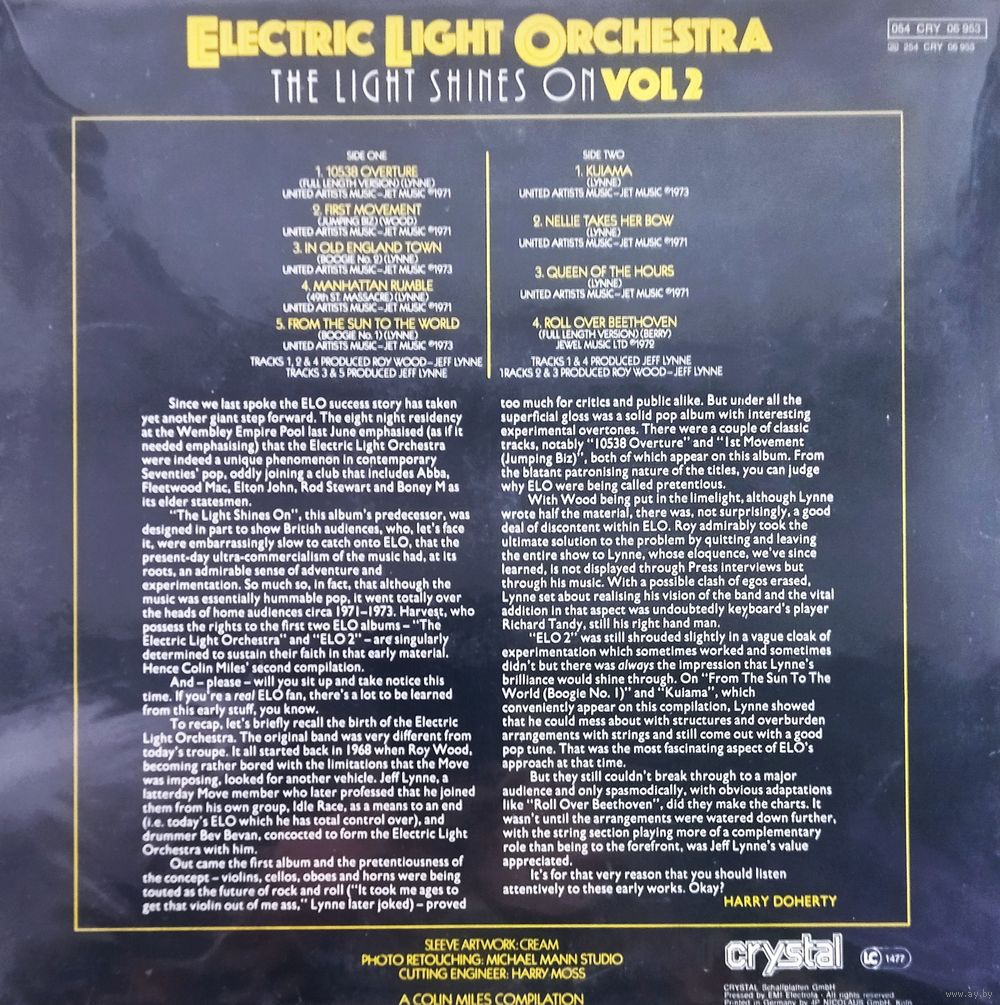 ELECTRIC LIGHT ORCHESTRA
THE LIGHT SHINES ON VOL 2
054 CRY 06 953
254 CRY 06 953
SIDE ONE
1. 10538 OVERTURE
(FULL LENGTH VERSION) (LYNNE)
UNITED ARTISTS MUSIC–JET MUSIC ℗1971
2. FIRST MOVEMENT
(JUMPING BIZ) (WOOD)
UNITED ARTISTS MUSIC–JET MUSIC ℗1971
3. IN OLD ENGLAND TOWN
(BOOGIE No. 2) (LYNNE)
UNITED ARTISTS MUSIC–JET MUSIC ℗1973
4. MANHATTAN RUMBLE
(49th ST. MASSACRE) (LYNNE)
UNITED ARTISTS MUSIC–JET MUSIC ℗1971
5. FROM THE SUN TO THE WORLD
(BOOGIE No. 1) (LYNNE)
UNITED ARTISTS MUSIC–JET MUSIC ℗1973
TRACKS 1, 2 & 4 PRODUCED ROY WOOD–JEFF LYNNE
TRACKS 3 & 5 PRODUCED JEFF LYNNE
SIDE TWO
1. KUIAMA
(LYNNE)
UNITED ARTISTS MUSIC–JET MUSIC ℗1973
2. NELLIE TAKES HER BOW
(LYNNE)
UNITED ARTISTS MUSIC–JET MUSIC ℗1971
3. QUEEN OF THE HOURS
(LYNNE)
UNITED ARTISTS MUSIC–JET MUSIC ℗1971
4. ROLL OVER BEETHOVEN
(FULL LENGTH VERSION) (BERRY)
JEWEL MUSIC LTD ℗1972
TRACKS 1 & 4 PRODUCED JEFF LYNNE
TRACKS 2 & 3 PRODUCED ROY WOOD–JEFF LYNNE
Since we last spoke the ELO success story has taken
yet another giant step forward. The eight night residency
at the Wembley Empire Pool last June emphasised (as if it
needed emphasising) that the Electric Light Orchestra
were indeed a unique phenomenon in contemporary
Seventies' pop, oddly joining a club that includes Abba,
Fleetwood Mac, Elton John, Rod Stewart and Boney M as
its elder statesmen.
"The Light Shines On", this album's predecessor, was
designed in part to show British audiences, who, let's face
it, were embarrassingly slow to catch onto ELO, that the
present-day ultra-commercialism of the music had, at its
roots, an admirable sense of adventure and
experimentation. So much so, in fact, that although the
music was essentially hummable pop, it went totally over
the heads of home audiences circa 1971–1973. Harvest, who
possess the rights to the first two ELO albums – "The
Electric Light Orchestra" and "ELO 2" – are singularly
determined to sustain their faith in that early material.
Hence Colin Miles' second compilation.
And – please – will you sit up and take notice this
time. If you're a real ELO fan, there's a lot to be learned
from this early stuff, you know.
To recap, let's briefly recall the birth of the Electric
Light Orchestra. The original band was very different from
today's troupe. It all started back in 1968 when Roy Wood,
becoming rather bored with the limitations that the Move
was imposing, looked for another vehicle. Jeff Lynne, a
latterday Move member who later professed that he joined
them from his own group, Idle Race, as a means to an end
(i.e. today's ELO which he has total control over), and
drummer Bev Bevan, concocted to form the Electric Light
Orchestra with him.
Out came the first album and the pretentiousness of
the concept – violins, cellos, oboes and horns were being
touted as the future of rock and roll ("It took me ages to
get that violin out of me ass," Lynne later joked) – proved
too much for critics and public alike. But under all the
superficial gloss was a solid pop album with interesting
experimental overtones. There were a couple of classic
tracks, notably "10538 Overture" and "1st Movement
(Jumping Biz)", both of which appear on this album. From
the blatant patronising nature of the titles, you can judge
why ELO were being called pretentious.
With Wood being put in the limelight, although Lynne
wrote half the material, there was, not surprisingly, a good
deal of discontent within ELO. Roy admirably took the
ultimate solution to the problem by quitting and leaving
the entire show to Lynne, whose eloquence, we've since
learned, is not displayed through Press interviews but
through his music. With a possible clash of egos erased,
Lynne set about realising his vision of the band and the vital
addition in that aspect was undoubtedly keyboard's player
Richard Tandy, still his right hand man.
"ELO 2" was still shrouded slightly in a vague cloak of
experimentation which sometimes worked and sometimes
didn't but there was always the impression that Lynne's
brilliance would shine through. On "From The Sun To The
World (Boogie No. 1)" and "Kuiama", which
conveniently appear on this compilation, Lynne showed
that he could mess about with structures and overburden
arrangements with strings and still come out with a good
pop tune. That was the most fascinating aspect of ELO's
approach at that time.
But they still couldn't break through to a major
audience and only spasmodically, with obvious adaptations
like "Roll Over Beethoven", did they make the charts. It
wasn't until the arrangements were watered down further,
with the string section playing more of a complementary
role than being to the forefront, was Jeff Lynne's value
appreciated.
It's for that very reason that you should listen
attentively to these early works. Okay?
HARRY DOHERTY
SLEEVE ARTWORK: CREAM
PHOTO RETOUCHING: MICHAEL MANN STUDIO
CUTTING ENGINEER: HARRY MOSS
A COLIN MILES COMPILATION
crystal
LC 1477
CRYSTAL Schallplatten GmbH
Pressed by EMI Electrola · All rights reserved
Printed in Germany by 4P NICOLAUS GmbH, Köln
www.ay.by